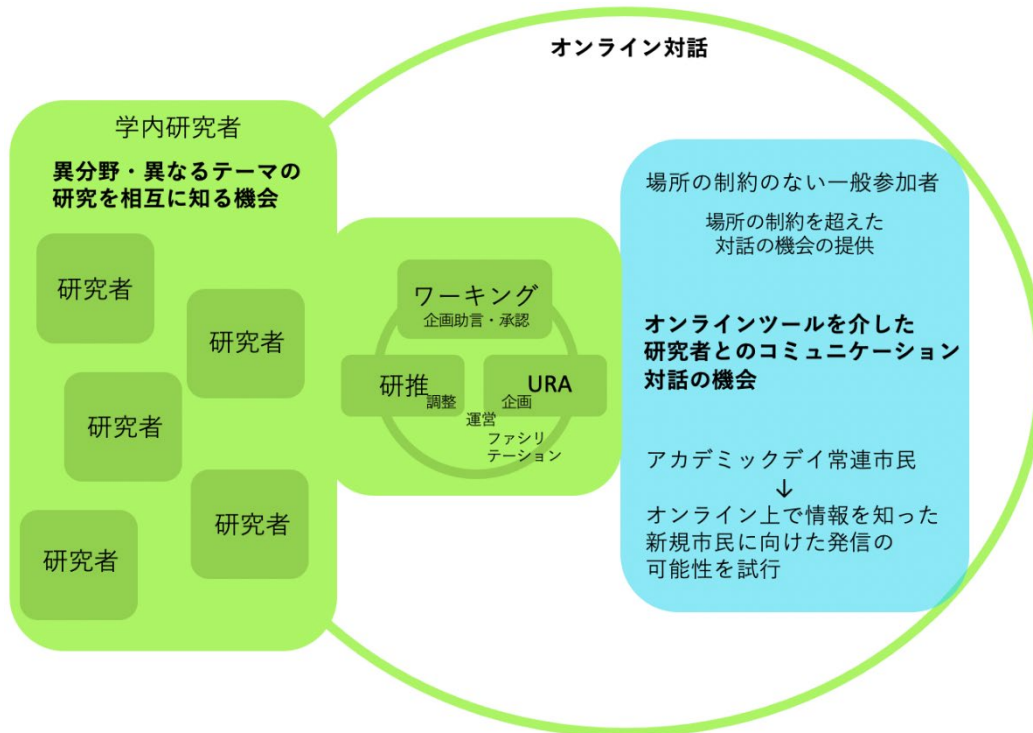 オンライン対話
学内研究者
異分野・異なるテーマの
研究を相互に知る機会
研究者
研究者
研究者
研究者
研究者
ワーキング
企画助言・承認
研推
調整
URA
企画
運営
ファシリ
テーション
場所の制約のない一般参加者
場所の制約を超えた
対話の機会の提供
オンラインツールを介した
研究者とのコミュニケーション
対話の機会
アカデミックデイ常連市民
↓
オンライン上で情報を知った
新規市民に向けた発信の
可能性を試行